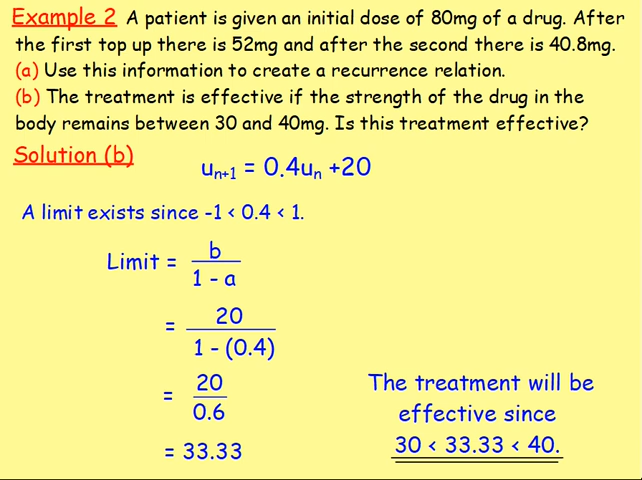 Example 2 A patient is given an initial dose of 80mg of a drug. After
the first top up there is 52mg and after the second there is 40.8mg.
(a) Use this information to create a recurrence relation.
(b) The treatment is effective if the strength of the drug in the
body remains between 30 and 40mg. Is this treatment effective?
Solution (b)
uₙ₊₁ = 0.4uₙ +20
A limit exists since -1 < 0.4 < 1.
Limit = b
1 - a
= 20
1 - (0.4)
= 20
0.6
= 33.33
The treatment will be
effective since
30 < 33.33 < 40.